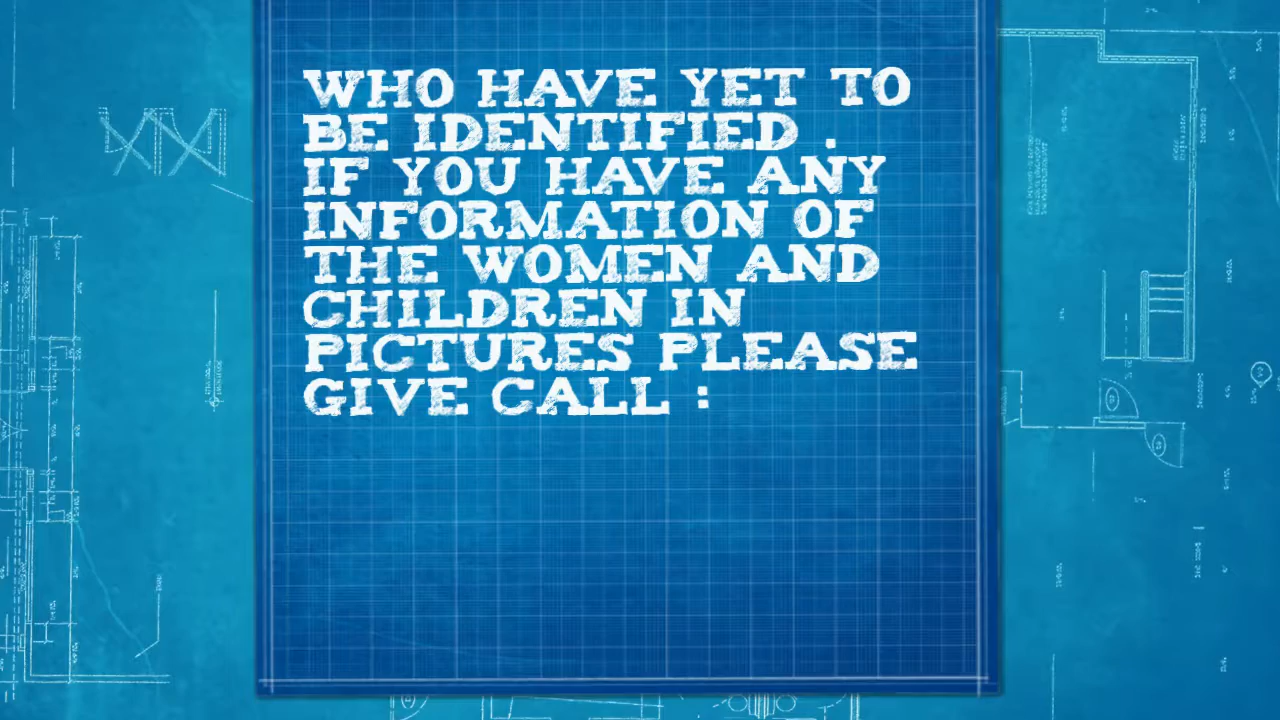 WHO HAVE YET TO
BE IDENTIFIED .
IF YOU HAVE ANY
INFORMATION OF
THE WOMEN AND
CHILDREN IN
PICTURES PLEASE
GIVE CALL :